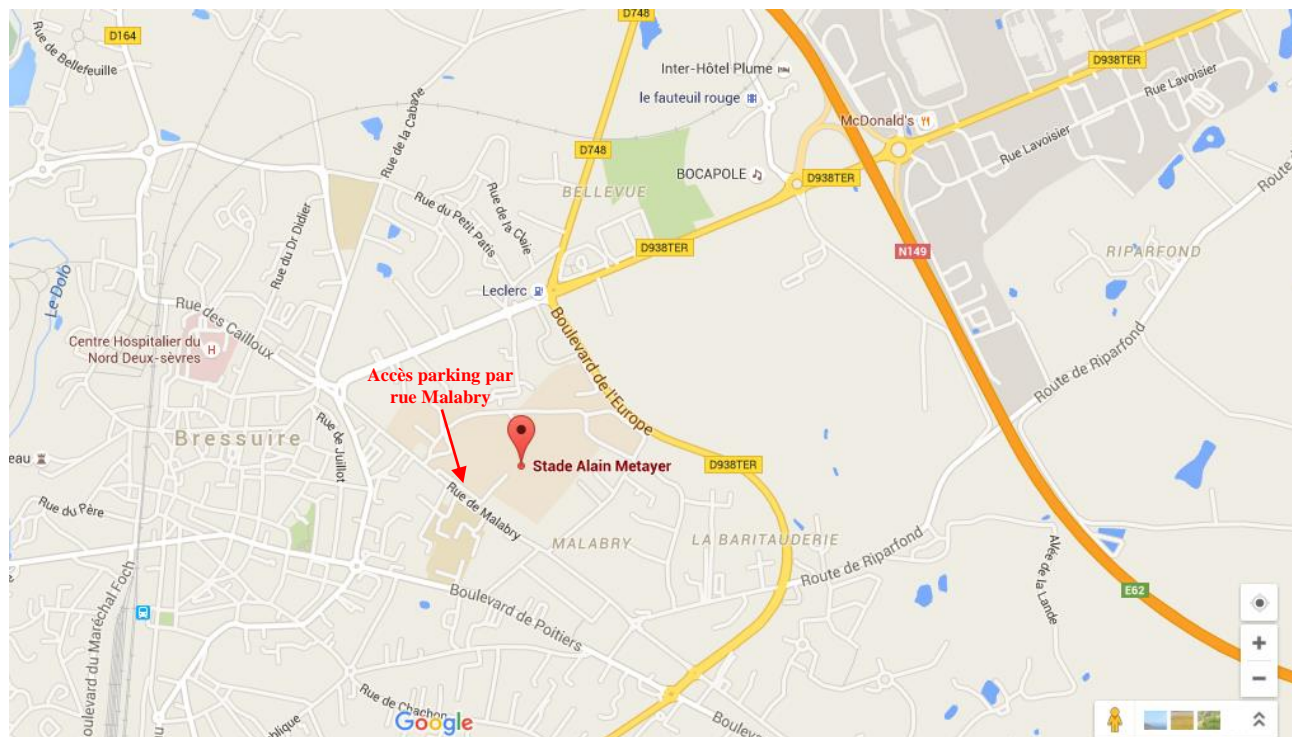 D748
D164
Rue de Bellefeuille
Inter-Hôtel Plume
D938TER
Rue Lavoisier
le fauteuil rouge
McDonald's
Rue Lavoisier
Rue de la Cabane
D748
BOCAPOLE
D938TER
Route
BELLEVUE
Rue du Petit Patis
Rue de la Claie
Rue du Dr Didier
D938TER
N149
RIPARFOND
Le Dolo
Leclerc
Rue des Cailloux
Centre Hospitalier du
Nord Deux-sèvres
H
Boulevard de l'Europe
Route de Riparfond
Accès parking par
rue Malabry
Bressuire
Rue de Juillot
eau
Stade Alain Metayer
D938TER
Rue du Père
Rue de Malabry
MALABRY
LA BARITAUDERIE
Route de Riparfond
Alée de la Lande
Boulevard de Poitiers
E62
oulevard du Maréchal Foch
Rue de Chachon
ublique
Google
Boulev